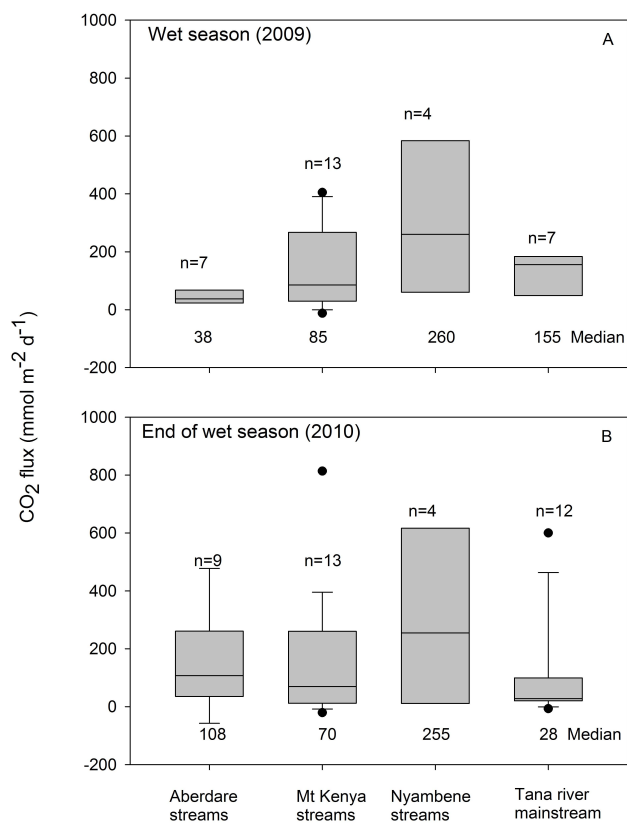 1000
Wet season (2009)
A
800
n=4
600
n=13
400
n=7
n=7
200
0
38 85 260 155 Median
-200
1000
End of wet season (2010)
B
800
n=4
n=12
600
n=9
n=13
400
200
0
108 70 255 28 Median
-200
CO2 flux (mmol m-2 d-1)
Aberdare streams
Mt Kenya streams
Nyambene streams
Tana river mainstream